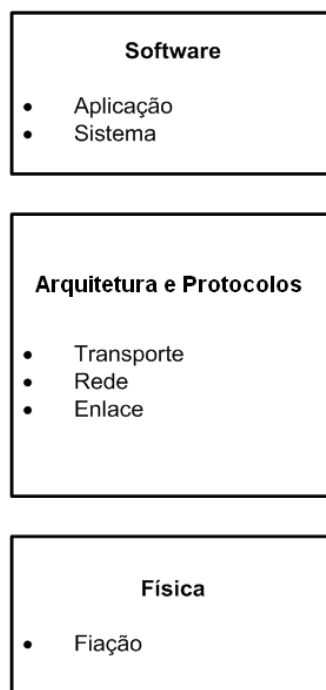 Software
• Aplicação
• Sistema
Arquitetura e Protocolos
• Transporte
• Rede
• Enlace
Física
• Fiação